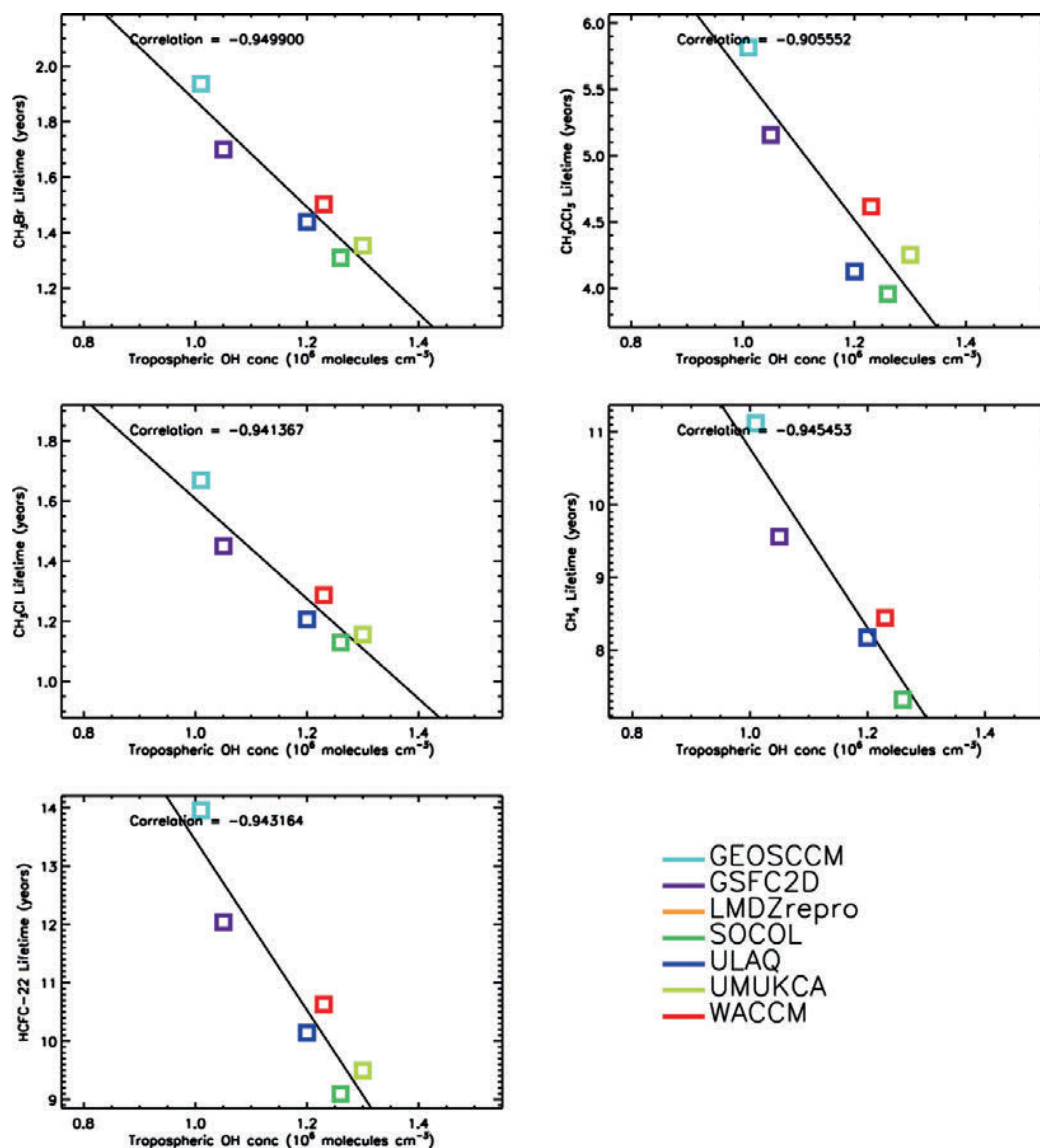 Correlation = -0.949900
2.0
1.8
1.6
1.4
1.2
CH3Br Lifetime (years)
0.8 1.0 1.2 1.4
Tropospheric OH conc (10^6 molecules cm^-3)
Correlation = -0.905552
6.0
5.5
5.0
4.5
4.0
CH3CCl3 Lifetime (years)
0.8 1.0 1.2 1.4
Tropospheric OH conc (10^6 molecules cm^-3)
Correlation = -0.941367
1.8
1.6
1.4
1.2
1.0
CH3Cl Lifetime (years)
0.8 1.0 1.2 1.4
Tropospheric OH conc (10^6 molecules cm^-3)
Correlation = -0.945453
11
10
9
8
CH4 Lifetime (years)
0.8 1.0 1.2 1.4
Tropospheric OH conc (10^6 molecules cm^-3)
Correlation = -0.943164
14
13
12
11
10
9
HCFC-22 Lifetime (years)
0.8 1.0 1.2 1.4
Tropospheric OH conc (10^6 molecules cm^-3)
GEOSCCM
GSFC2D
LMDZrepro
SOCOL
ULAQ
UMUKCA
WACCM